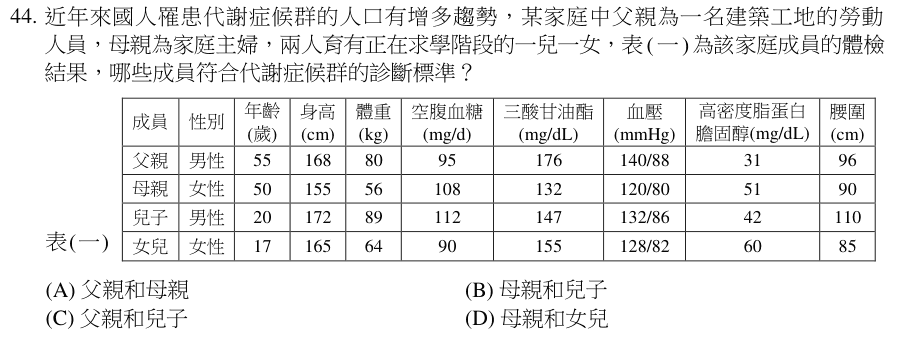 44. 近年來國人罹患代謝症候群的人口有增多趨勢,某家庭中父親為一名建築工地的勞動
人員,母親為家庭主婦,兩人育有正在求學階段的一兒一女,表(一)為該家庭成員的體檢
結果,哪些成員符合代謝症候群的診斷標準?
成員 性別 年齡(歲) 身高(cm) 體重(kg) 空腹血糖(mg/d) 三酸甘油酯(mg/dL) 血壓(mmHg) 高密度脂蛋白膽固醇(mg/dL) 腰圍(cm)
父親 男性 55 168 80 95 176 140/88 31 96
母親 女性 50 155 56 108 132 120/80 51 90
兒子 男性 20 172 89 112 147 132/86 42 110
女兒 女性 17 165 64 90 155 128/82 60 85
表(一)
(A) 父親和母親 (B) 母親和兒子
(C) 父親和兒子 (D) 母親和女兒